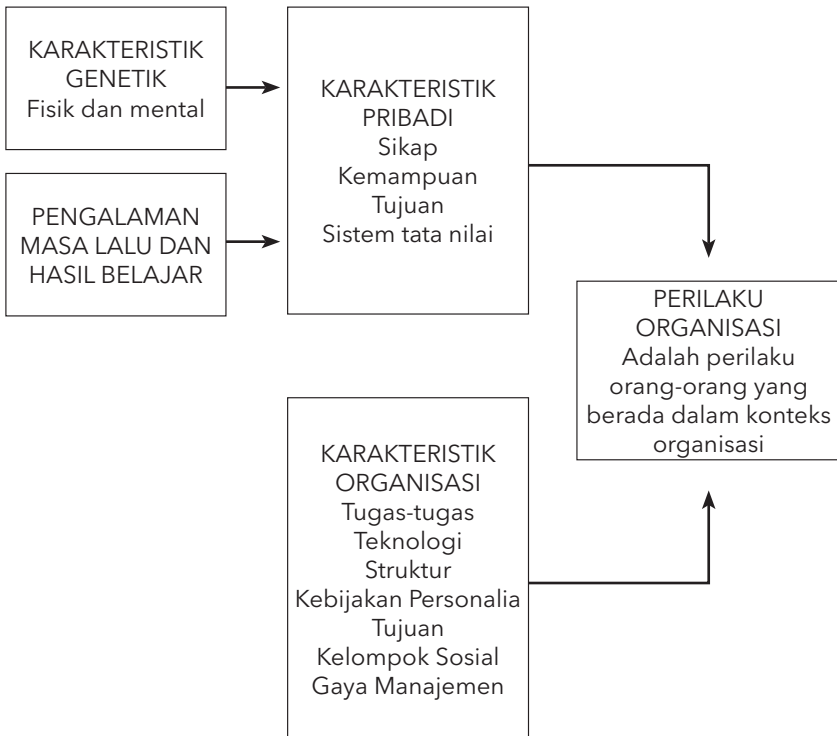 KARAKTERISTIK
GENETIK
Fisik dan mental
PENGALAMAN
MASA LALU DAN
HASIL BELAJAR
KARAKTERISTIK
PRIBADI
Sikap
Kemampuan
Tujuan
Sistem tata nilai
KARAKTERISTIK
ORGANISASI
Tugas-tugas
Teknologi
Struktur
Kebijakan Personalia
Tujuan
Kelompok Sosial
Gaya Manajemen
PERILAKU
ORGANISASI
Adalah perilaku
orang-orang yang
berada dalam konteks
organisasi